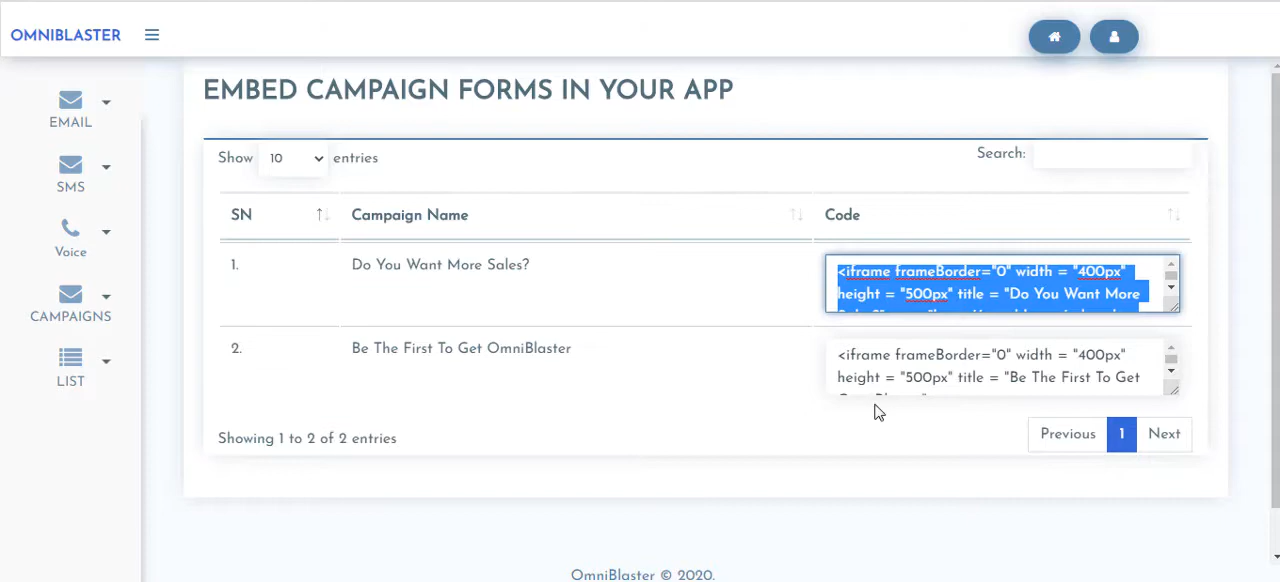 OMNIBLASTER
EMBED CAMPAIGN FORMS IN YOUR APP
EMAIL
SMS
Voice
CAMPAIGNS
LIST
Show 10 entries
Search:
SN Campaign Name Code
1. Do You Want More Sales? <iframe frameBorder="0" width = "400px"
height = "500px" title = "Do You Want More
2. Be The First To Get OmniBlaster <iframe frameBorder="0" width = "400px"
height = "500px" title = "Be The First To Get
Showing 1 to 2 of 2 entries
Previous 1 Next
OmniBlaster © 2020.